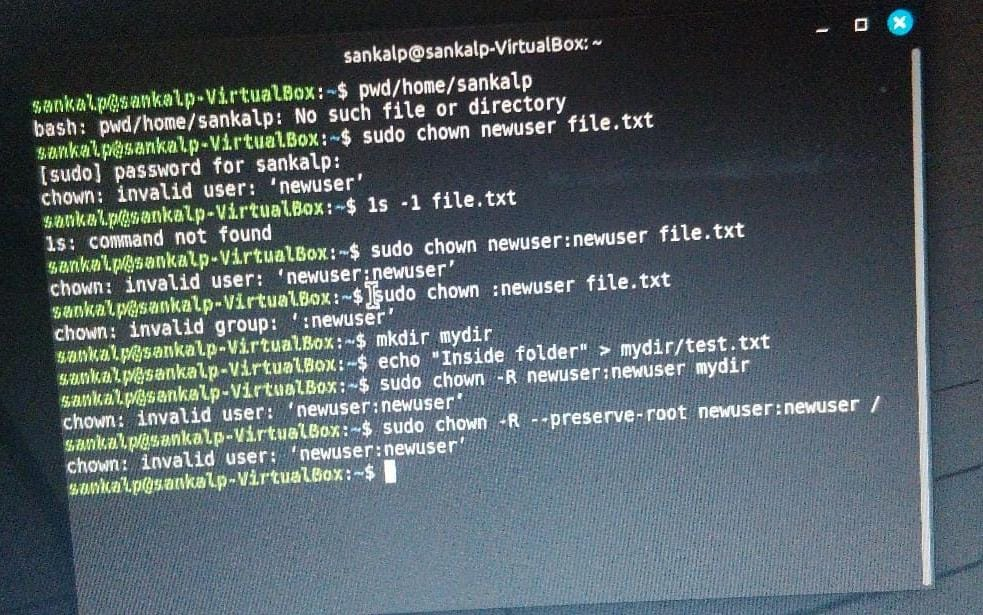 sankalp@sankalp-VirtualBox: ~
sankalp@sankalp-VirtualBox:~$ pwd/home/sankalp
bash: pwd/home/sankalp: No such file or directory
sankalp@sankalp-VirtualBox:~$ sudo chown newuser file.txt
[sudo] password for sankalp:
chown: invalid user: ‘newuser’
sankalp@sankalp-VirtualBox:~$ 1s -1 file.txt
1s: command not found
sankalp@sankalp-VirtualBox:~$ sudo chown newuser:newuser file.txt
chown: invalid user: ‘newuser:newuser’
sankalp@sankalp-VirtualBox:~$ sudo chown :newuser file.txt
chown: invalid group: ‘:newuser’
sankalp@sankalp-VirtualBox:~$ mkdir mydir
sankalp@sankalp-VirtualBox:~$ echo "Inside folder" > mydir/test.txt
sankalp@sankalp-VirtualBox:~$ sudo chown -R newuser:newuser mydir
chown: invalid user: ‘newuser:newuser’
sankalp@sankalp-VirtualBox:~$ sudo chown -R --preserve-root newuser:newuser /
chown: invalid user: ‘newuser:newuser’
sankalp@sankalp-VirtualBox:~$